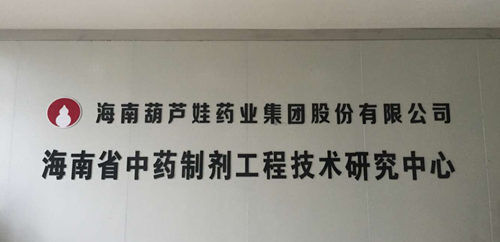 海南葫芦娃药业集团股份有限公司
海南省中药制剂工程技术研究中心